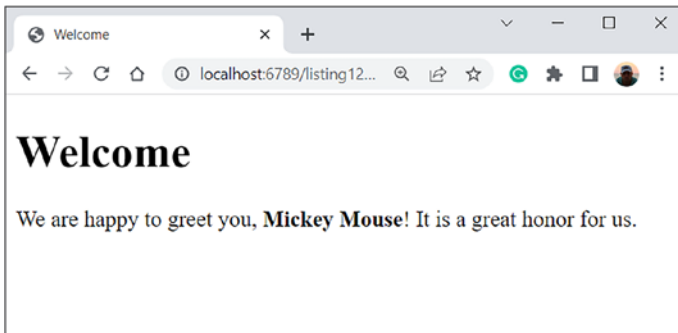 Welcome
localhost:6789/listing12...
Welcome
We are happy to greet you, Mickey Mouse! It is a great honor for us.